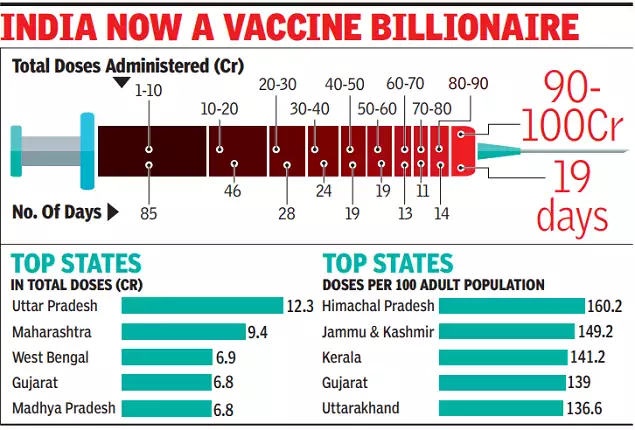 INDIA NOW A VACCINE BILLIONAIRE
Total Doses Administered (Cr)
1-10
10-20
20-30
30-40
40-50
50-60
60-70
70-80
80-90
90-
100Cr
No. Of Days
85
46
28
24
19
19
13
11
14
19
days
TOP STATES
IN TOTAL DOSES (CR)
Uttar Pradesh 12.3
Maharashtra 9.4
West Bengal 6.9
Gujarat 6.8
Madhya Pradesh 6.8
TOP STATES
DOSES PER 100 ADULT POPULATION
Himachal Pradesh 160.2
Jammu & Kashmir 149.2
Kerala 141.2
Gujarat 139
Uttarakhand 136.6